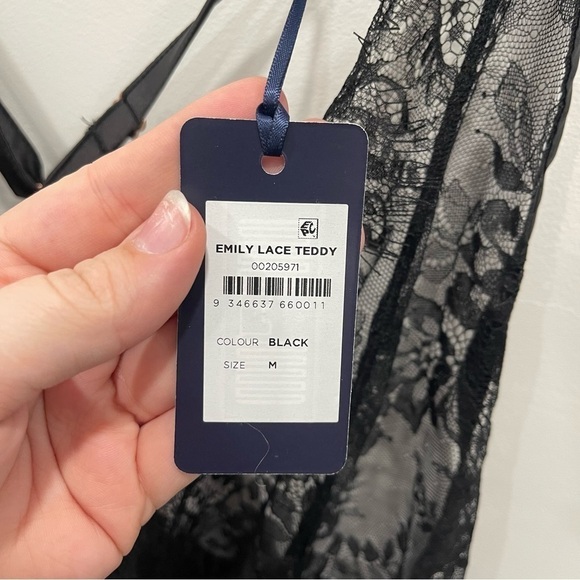 EMILY LACE TEDDY
00205971
9 346637 660011
COLOUR BLACK
SIZE M